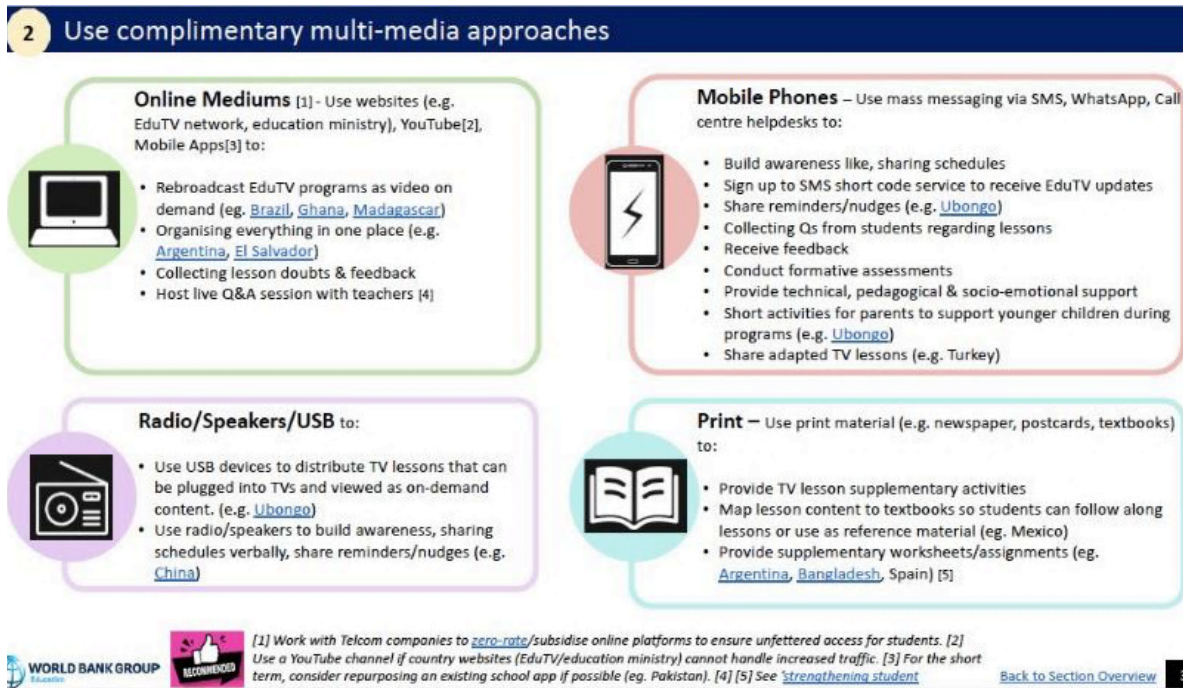 2
Use complimentary multi-media approaches
Online Mediums [1] - Use websites (e.g.
EduTV network, education ministry), YouTube[2],
Mobile Apps[3] to:
• Rebroadcast EduTV programs as video on
demand (eg. Brazil, Ghana, Madagascar)
• Organising everything in one place (e.g.
Argentina, El Salvador)
• Collecting lesson doubts & feedback
• Host live Q&A session with teachers [4]
Mobile Phones – Use mass messaging via SMS, WhatsApp, Call
centre helpdesks to:
• Build awareness like, sharing schedules
• Sign up to SMS short code service to receive EduTV updates
• Share reminders/nudges (e.g. Ubongo)
• Collecting Qs from students regarding lessons
• Receive feedback
• Conduct formative assessments
• Provide technical, pedagogical & socio-emotional support
• Short activities for parents to support younger children during
programs (e.g. Ubongo)
• Share adapted TV lessons (e.g. Turkey)
Radio/Speakers/USB to:
• Use USB devices to distribute TV lessons that can
be plugged into TVs and viewed as on-demand
content. (e.g. Ubongo)
• Use radio/speakers to build awareness, sharing
schedules verbally, share reminders/nudges (e.g.
China)
Print – Use print material (e.g. newspaper, postcards, textbooks)
to:
• Provide TV lesson supplementary activities
• Map lesson content to textbooks so students can follow along
lessons or use as reference material (eg. Mexico)
• Provide supplementary worksheets/assignments (eg.
Argentina, Bangladesh, Spain) [5]
WORLD BANK GROUP
Education
RECOMMENDED
[1] Work with Telcom companies to zero-rate/subsidise online platforms to ensure unfettered access for students. [2]
Use a YouTube channel if country websites (EduTV/education ministry) cannot handle increased traffic. [3] For the short
term, consider repurposing an existing school app if possible (eg. Pakistan). [4] [5] See 'strengthening student
Back to Section Overview